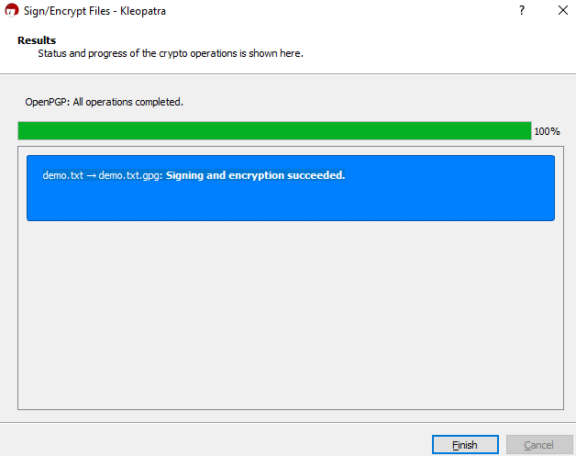 Sign/Encrypt Files - Kleopatra ? ×
Results
Status and progress of the crypto operations is shown here.
OpenPGP: All operations completed.
100%
demo.txt → demo.txt.gpg: Signing and encryption succeeded.
Finish Cancel